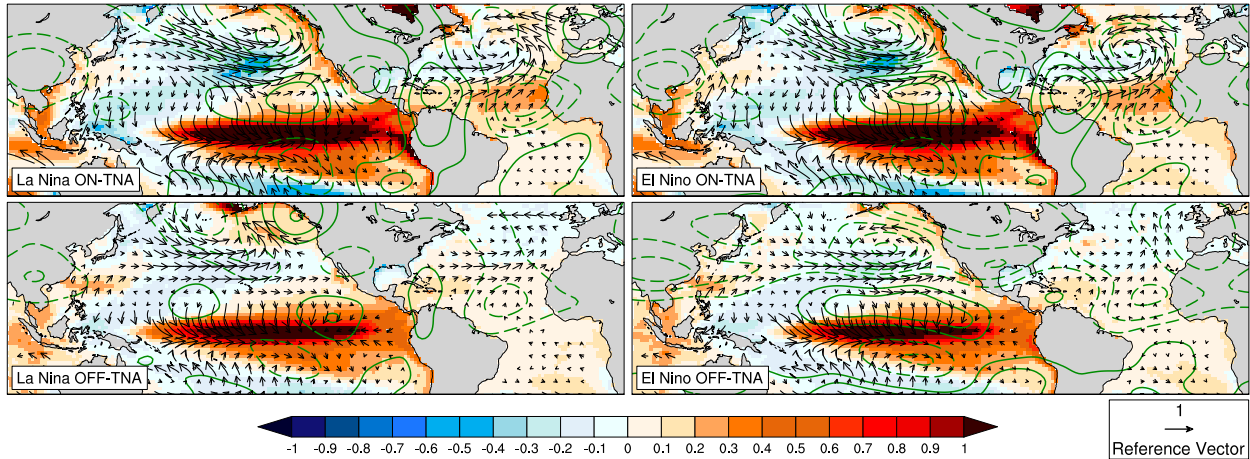 La Nina ON-TNA
El Nino ON-TNA
La Nina OFF-TNA
El Nino OFF-TNA
-1 -0.9 -0.8 -0.7 -0.6 -0.5 -0.4 -0.3 -0.2 -0.1 0 0.1 0.2 0.3 0.4 0.5 0.6 0.7 0.8 0.9 1
1
Reference Vector